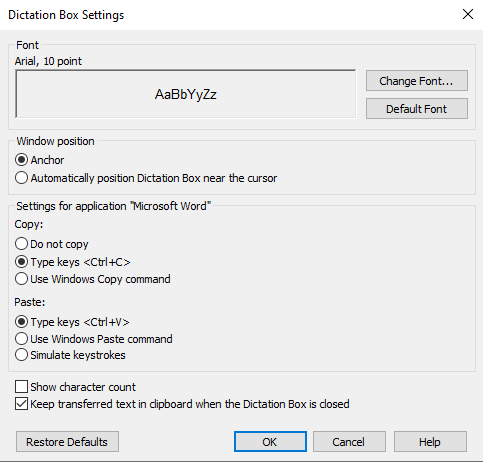 Dictation Box Settings
Font
Arial, 10 point
AaBbYyZz
Change Font...
Default Font
Window position
Anchor
Automatically position Dictation Box near the cursor
Settings for application "Microsoft Word"
Copy:
Do not copy
Type keys <Ctrl+C>
Use Windows Copy command
Paste:
Type keys <Ctrl+V>
Use Windows Paste command
Simulate keystrokes
Show character count
Keep transferred text in clipboard when the Dictation Box is closed
Restore Defaults
OK
Cancel
Help